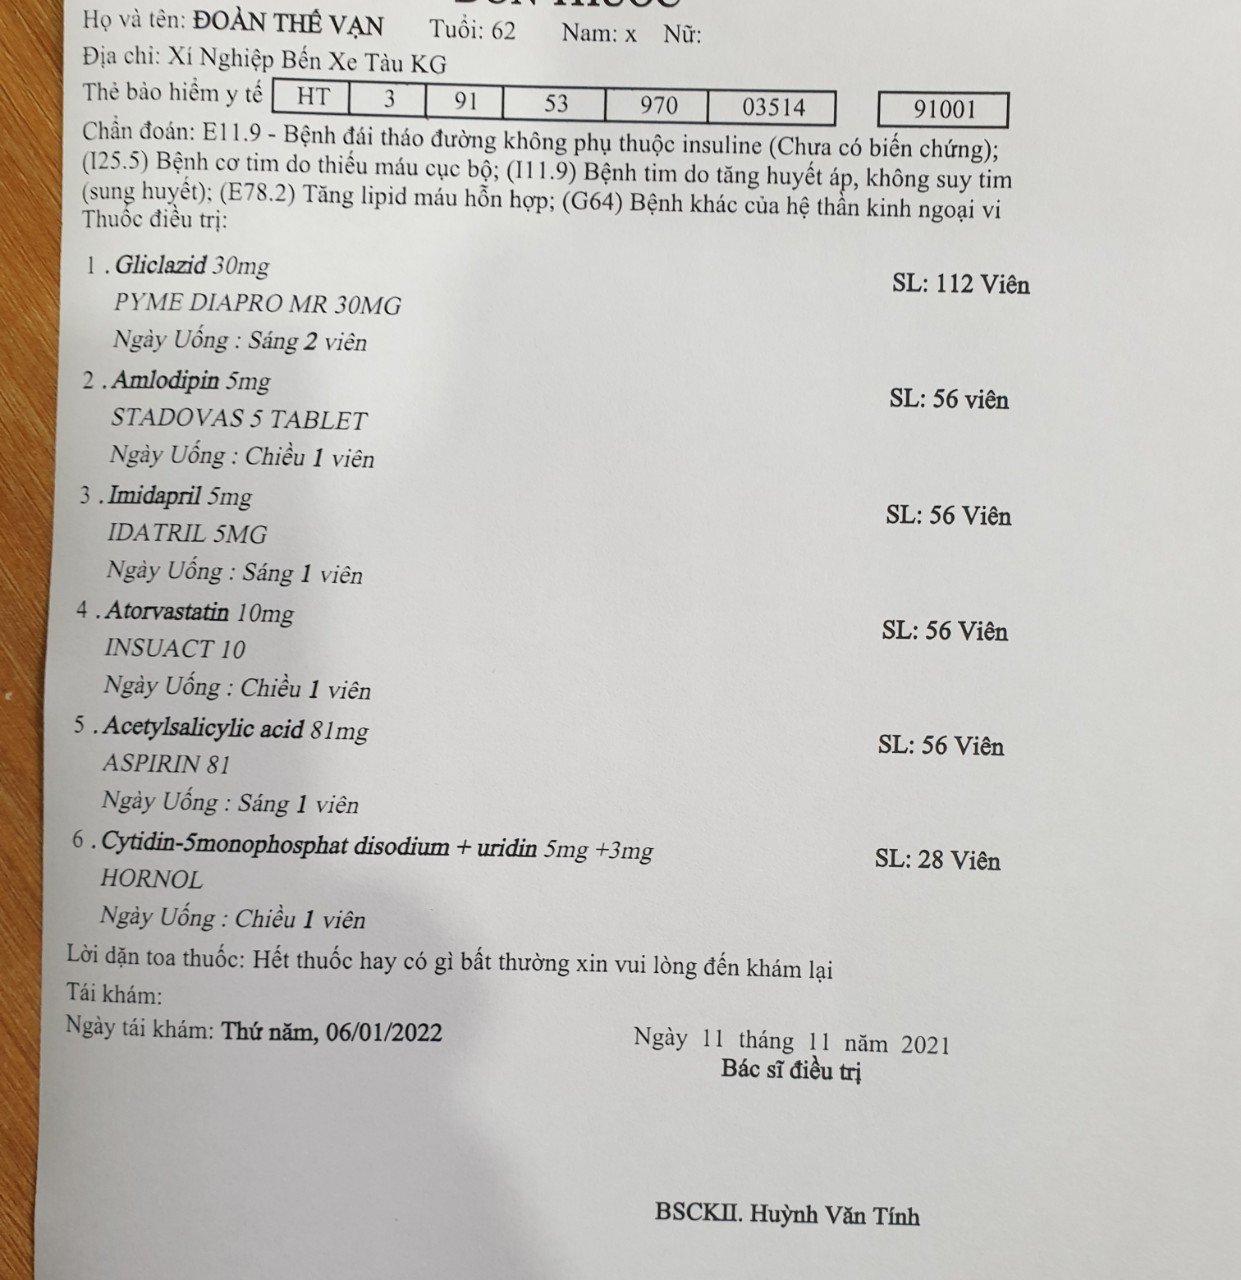 ĐƠN THUỐC
Họ và tên: ĐOÀN THẾ VẠN Tuổi: 62 Nam: x Nữ:
Địa chỉ: Xí Nghiệp Bến Xe Tàu KG
Thẻ bảo hiểm y tế HT 3 91 53 970 03514 91001
Chẩn đoán: E11.9 - Bệnh đái tháo đường không phụ thuộc insuline (Chưa có biến chứng);
(I25.5) Bệnh cơ tim do thiếu máu cục bộ; (I11.9) Bệnh tim do tăng huyết áp, không suy tim
(sung huyết); (E78.2) Tăng lipid máu hỗn hợp; (G64) Bệnh khác của hệ thần kinh ngoại vi
Thuốc điều trị:
1 . Gliclazid 30mg SL: 112 Viên
PYME DIAPRO MR 30MG
Ngày Uống : Sáng 2 viên
2 . Amlodipin 5mg SL: 56 viên
STADOVAS 5 TABLET
Ngày Uống : Chiều 1 viên
3 . Imidapril 5mg SL: 56 Viên
IDATRIL 5MG
Ngày Uống : Sáng 1 viên
4 . Atorvastatin 10mg SL: 56 Viên
INSUACT 10
Ngày Uống : Chiều 1 viên
5 . Acetylsalicylic acid 81mg SL: 56 Viên
ASPIRIN 81
Ngày Uống : Sáng 1 viên
6 . Cytidin-5monophosphat disodium + uridin 5mg +3mg SL: 28 Viên
HORNOL
Ngày Uống : Chiều 1 viên
Lời dặn toa thuốc: Hết thuốc hay có gì bất thường xin vui lòng đến khám lại
Tái khám:
Ngày tái khám: Thứ năm, 06/01/2022 Ngày 11 tháng 11 năm 2021
Bác sĩ điều trị
BSCKII. Huỳnh Văn Tính